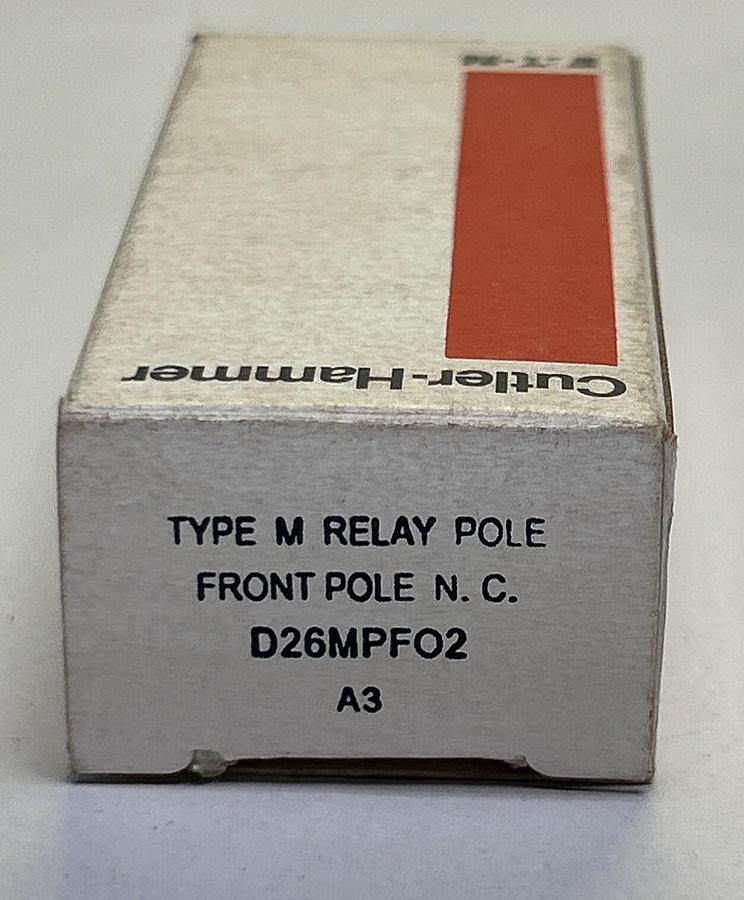 E·T·N
Cutler-Hammer
TYPE M RELAY POLE
FRONT POLE N. C.
D26MPFO2
A3